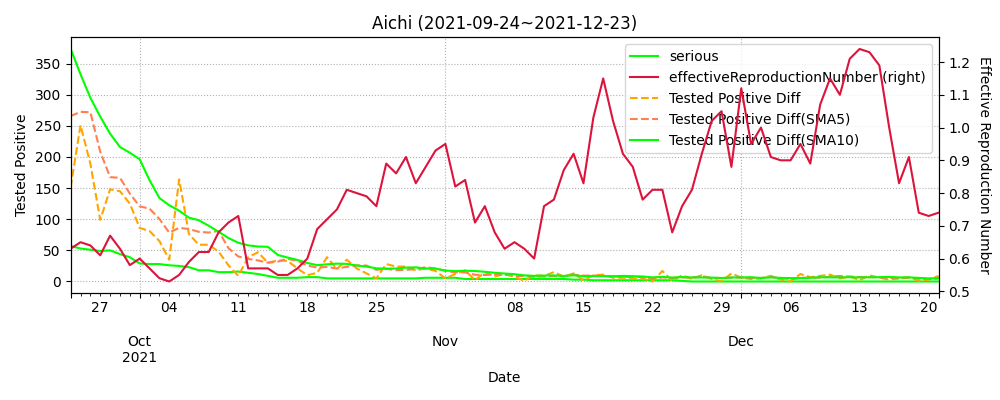 Aichi (2021-09-24~2021-12-23)
serious
effectiveReproductionNumber (right)
Tested Positive Diff
Tested Positive Diff(SMA5)
Tested Positive Diff(SMA10)
Tested Positive
350
300
250
200
150
100
50
0
Effective Reproduction Number
1.2
1.1
1.0
0.9
0.8
0.7
0.6
0.5
27 04 11 18 25 08 15 22 29 06 13 20
Oct Nov Dec
2021
Date